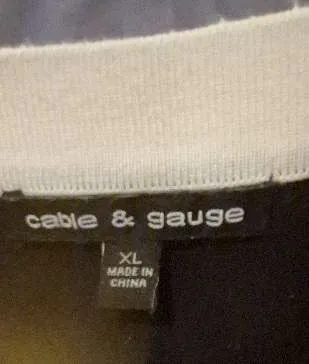 cable & gauge
XL
MADE IN
CHINA